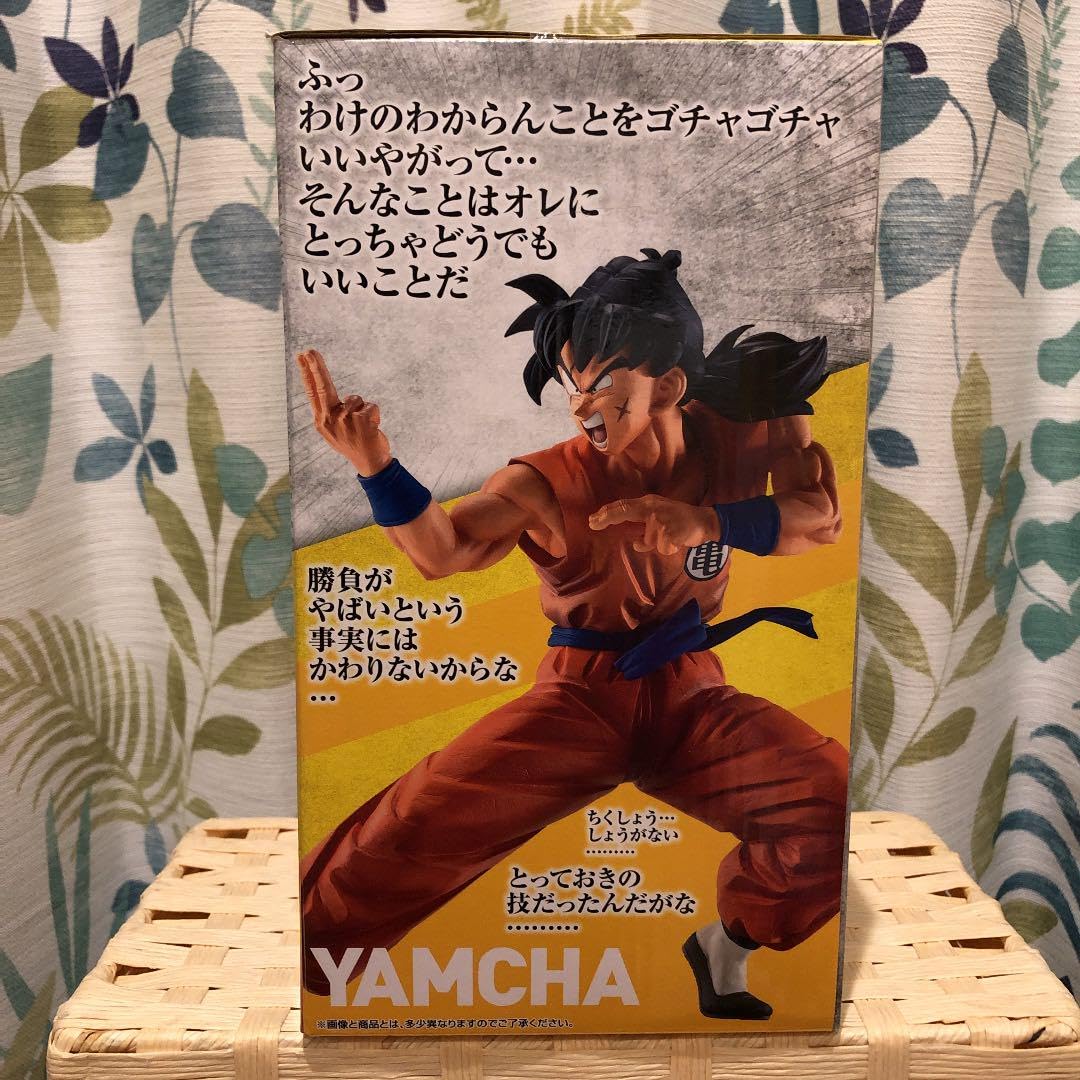 ふっ
わけのわからんことをゴチャゴチャ
いいやがって…
そんなことはオレに
とっちゃどうでも
いいことだ
亀
勝負が
やばいという
事実には
かわりないからな
…
ちくしょう…
しょうがない
………
とっておきの
技だったんだがな
………
YAMCHA
※画像と商品とは、多少異なりますのでご了承ください。